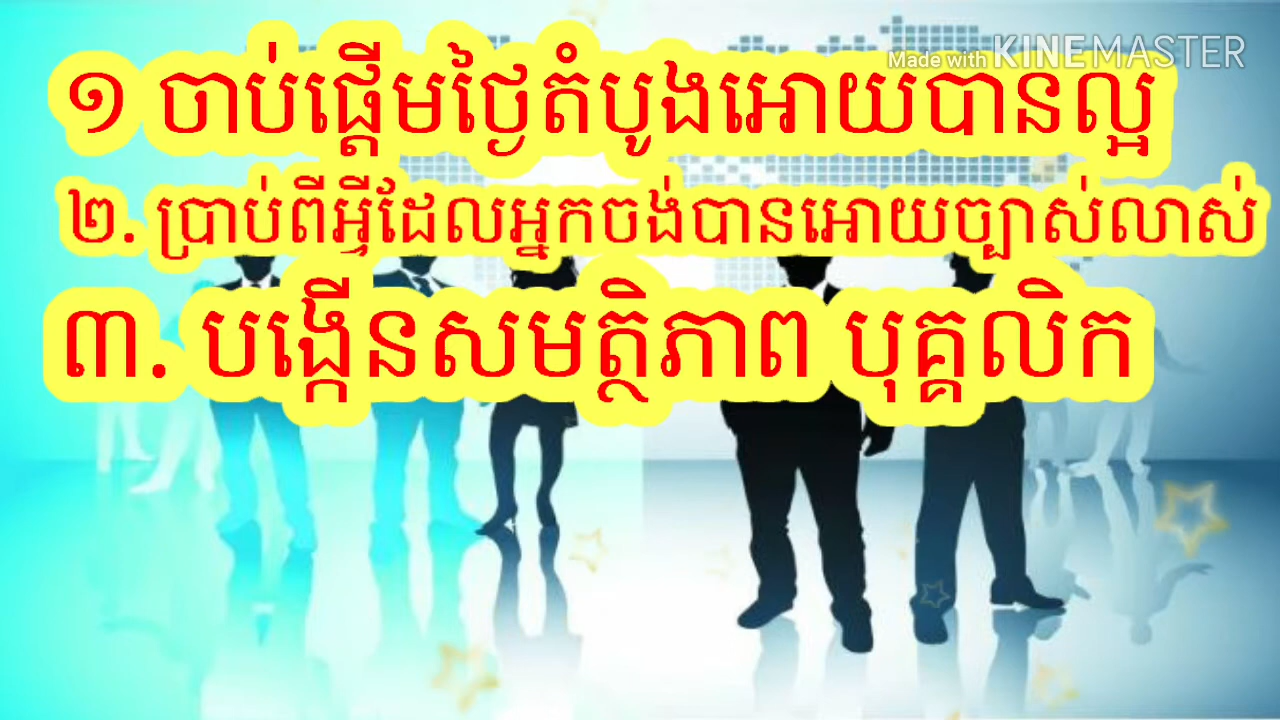 Made with KINEMASTER
១ ចាប់ផ្ដើមថ្ងៃតំបូងអោយបានល្អ
២. ប្រាប់ពីអ្វីដែលអ្នកចង់បានអោយច្បាស់លាស់
៣. បង្កើនសមត្ថិភាព បុគ្គលិក